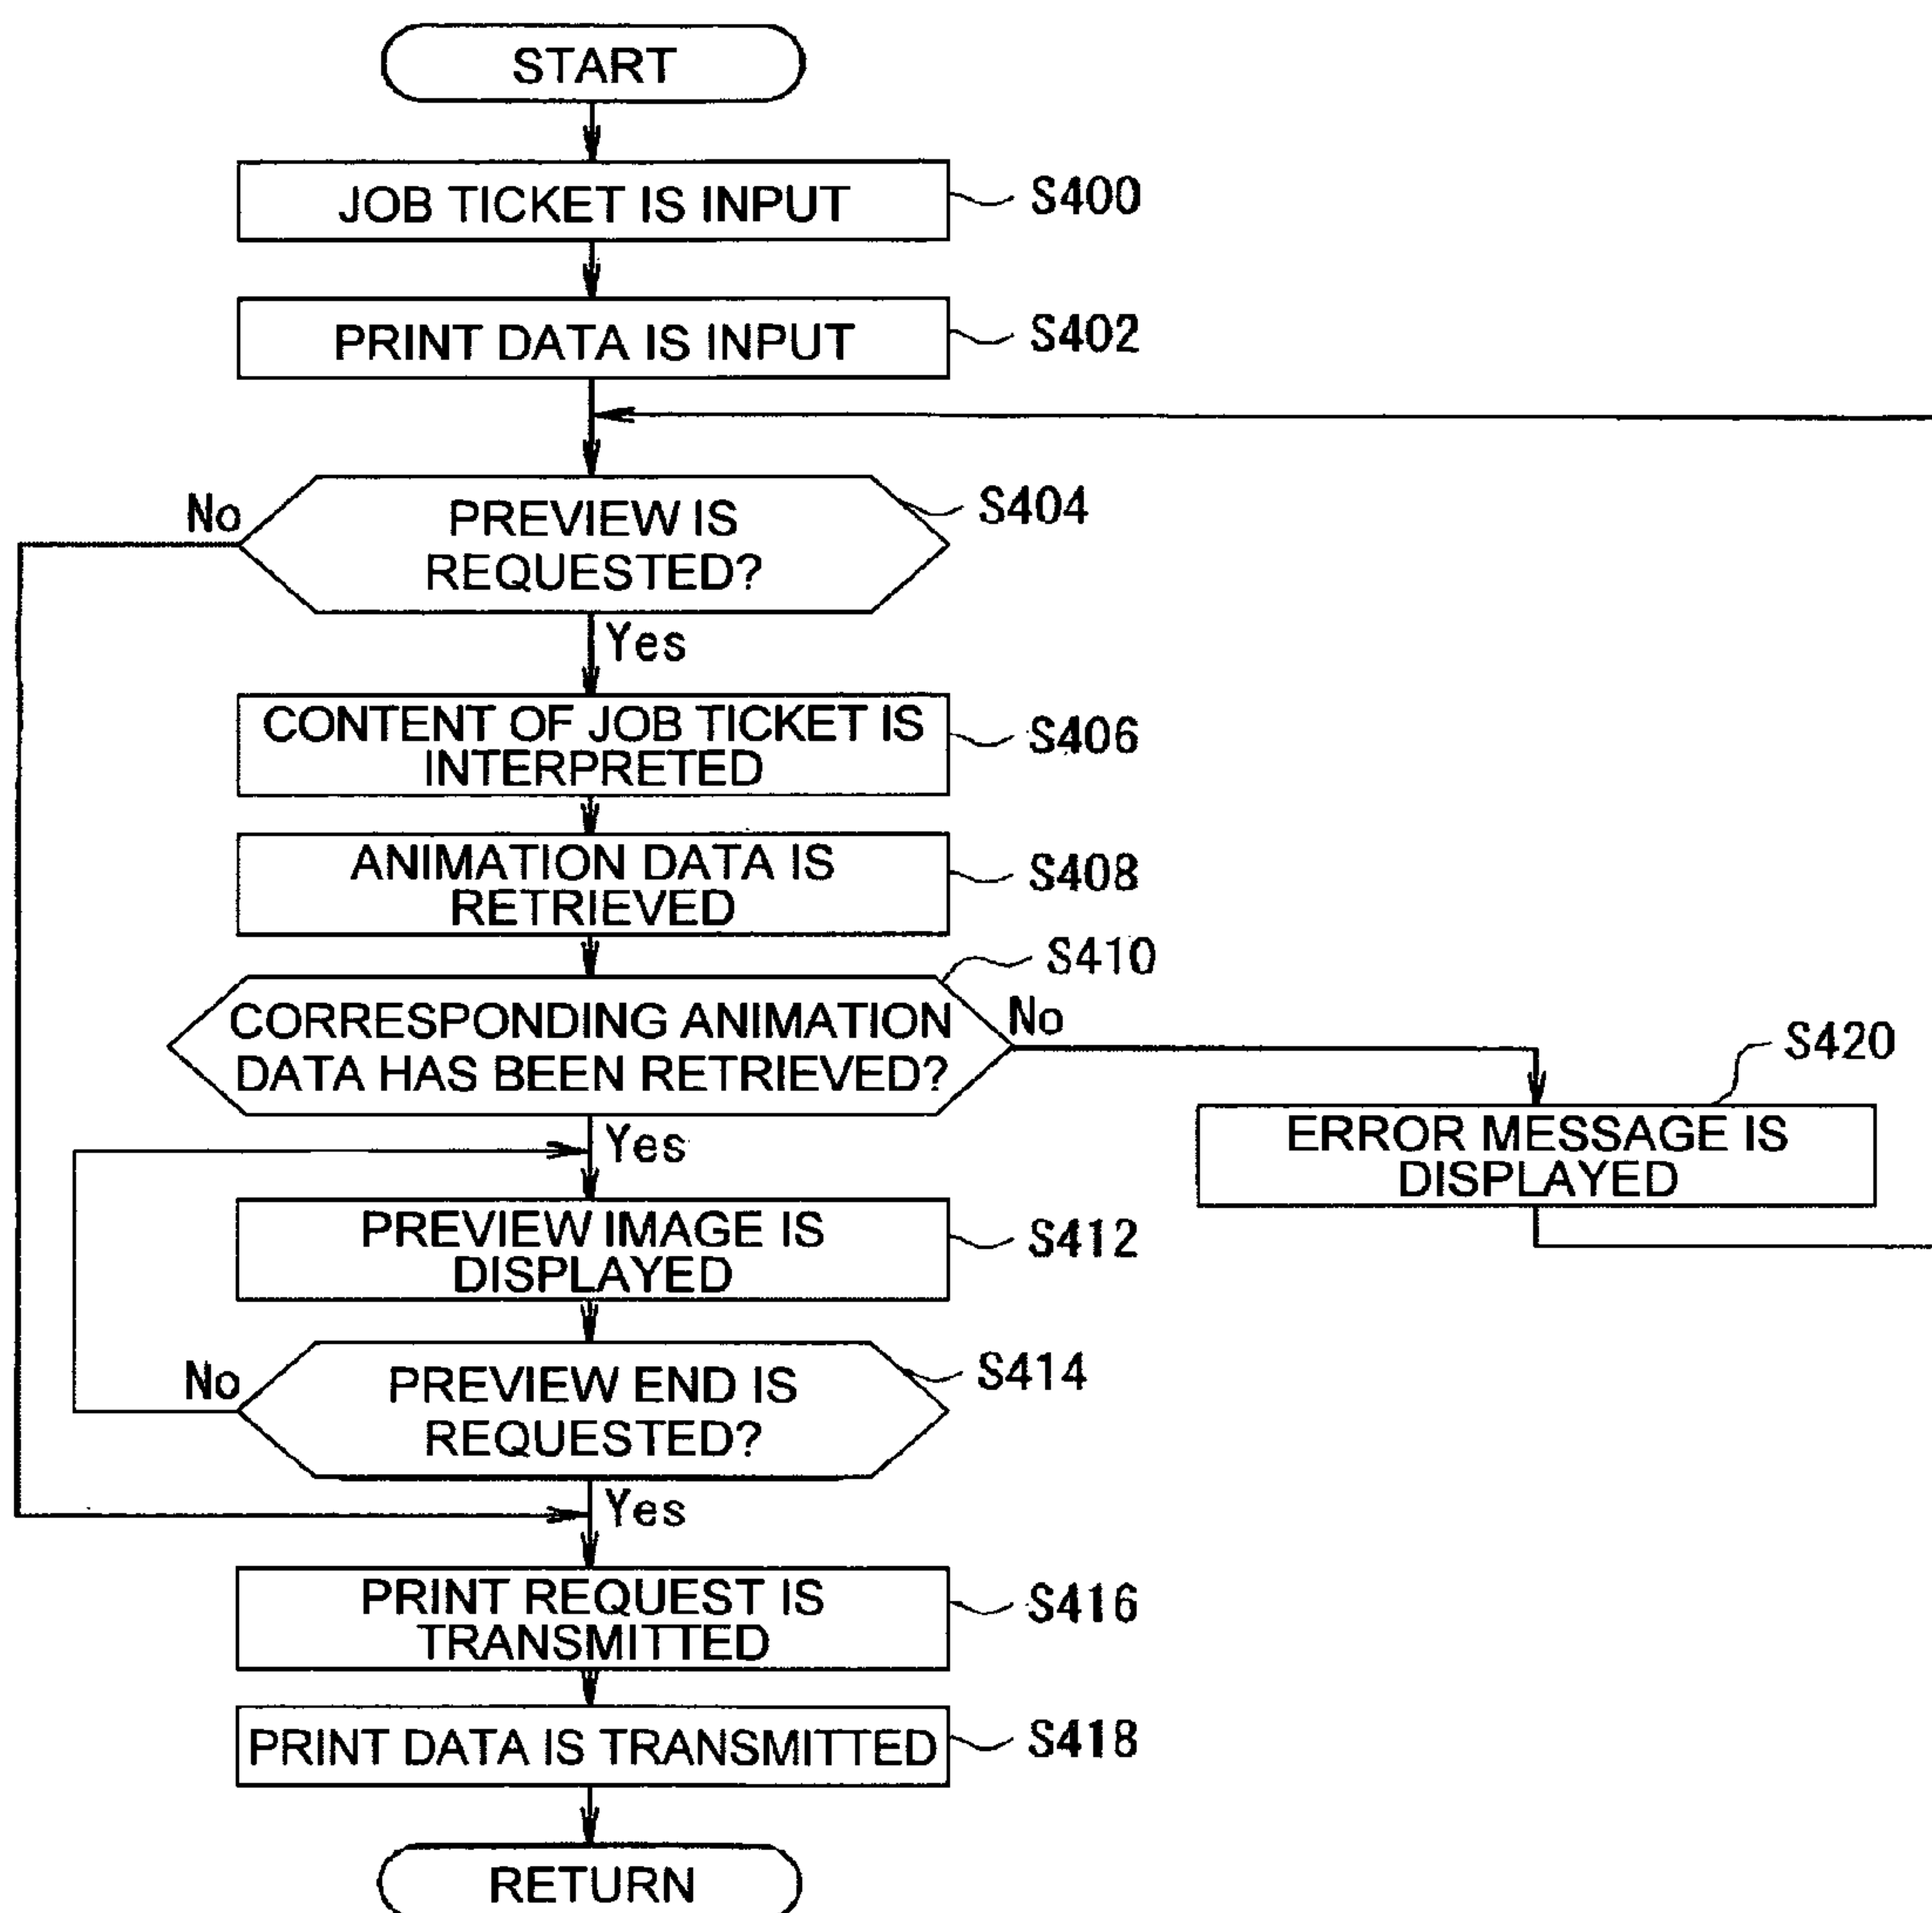 START
JOB TICKET IS INPUT
S400
PRINT DATA IS INPUT
S402
PREVIEW IS
REQUESTED?
S404
No
Yes
CONTENT OF JOB TICKET IS
INTERPRETED
S406
ANIMATION DATA IS
RETRIEVED
S408
CORRESPONDING ANIMATION
DATA HAS BEEN RETRIEVED?
S410
No
Yes
ERROR MESSAGE IS
DISPLAYED
S420
PREVIEW IMAGE IS
DISPLAYED
S412
PREVIEW END IS
REQUESTED?
S414
No
Yes
PRINT REQUEST IS
TRANSMITTED
S416
PRINT DATA IS TRANSMITTED
S418
RETURN